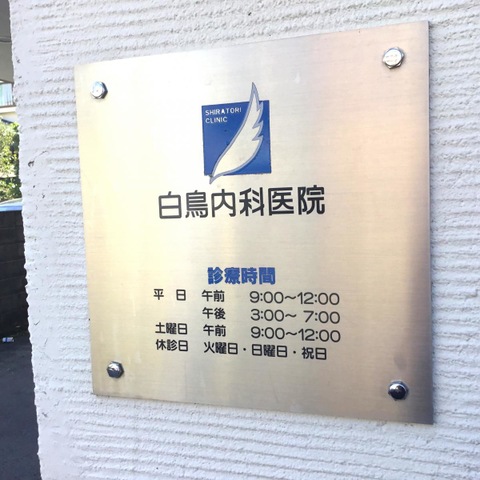 SHIRATORI
CLINIC
白鳥内科医院
診療時間
平　日　午前　9:00〜12:00
午後　3:00〜 7:00
土曜日　午前　9:00〜12:00
休診日　火曜日・日曜日・祝日